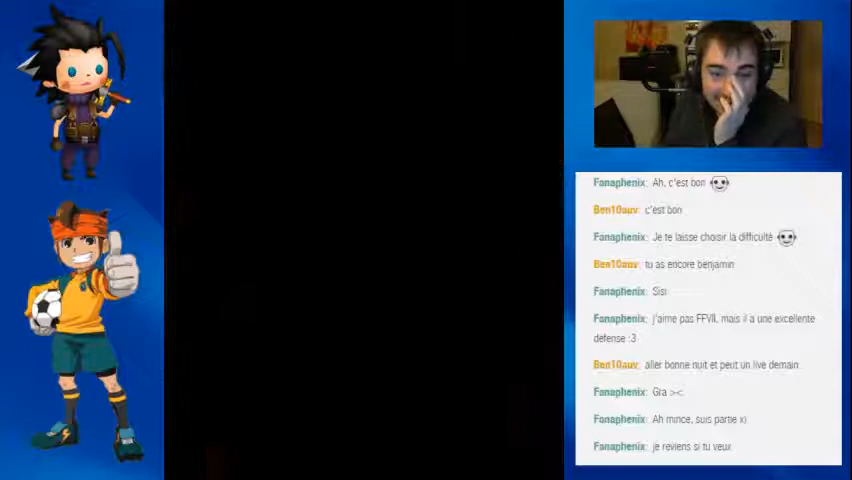 Fanaphenix: Ah, c'est bon
Ben10auv: c'est bon
Fanaphenix: Je te laisse choisir la difficulté
Ben10auv: tu as encore benjamin
Fanaphenix: Sisi
Fanaphenix: j'aime pas FFVII, mais il a une excellente
défense :3
Ben10auv: aller bonne nuit et peut un live demain
Fanaphenix: Gra ><
Fanaphenix: Ah mince, suis partie x)
Fanaphenix: je reviens si tu veux